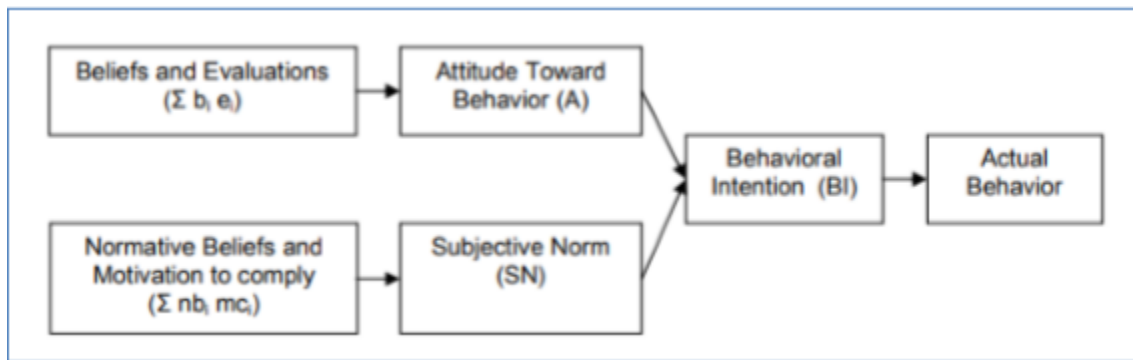 Beliefs and Evaluations
(Σ bᵢ eᵢ)
Attitude Toward
Behavior (A)
Behavioral
Intention (BI)
Actual
Behavior
Normative Beliefs and
Motivation to comply
(Σ nbᵢ mcᵢ)
Subjective Norm
(SN)